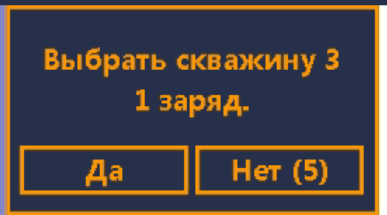 Выбрать скважину 3
1 заряд.
Да
Нет (5)